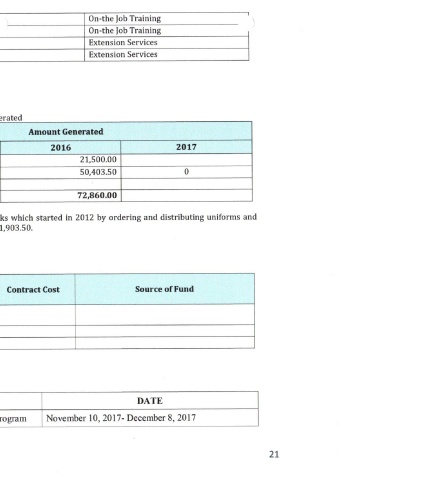 On-the Job Training
On-the Job Training
Extension Services
Extension Services
erated
Amount Generated
2016 2017
21,500.00
50,403.50 0
72,860.00
ks which started in 2012 by ordering and distributing uniforms and
1,903.50.
Contract Cost Source of Fund
DATE
rogram November 10, 2017- December 8, 2017
21